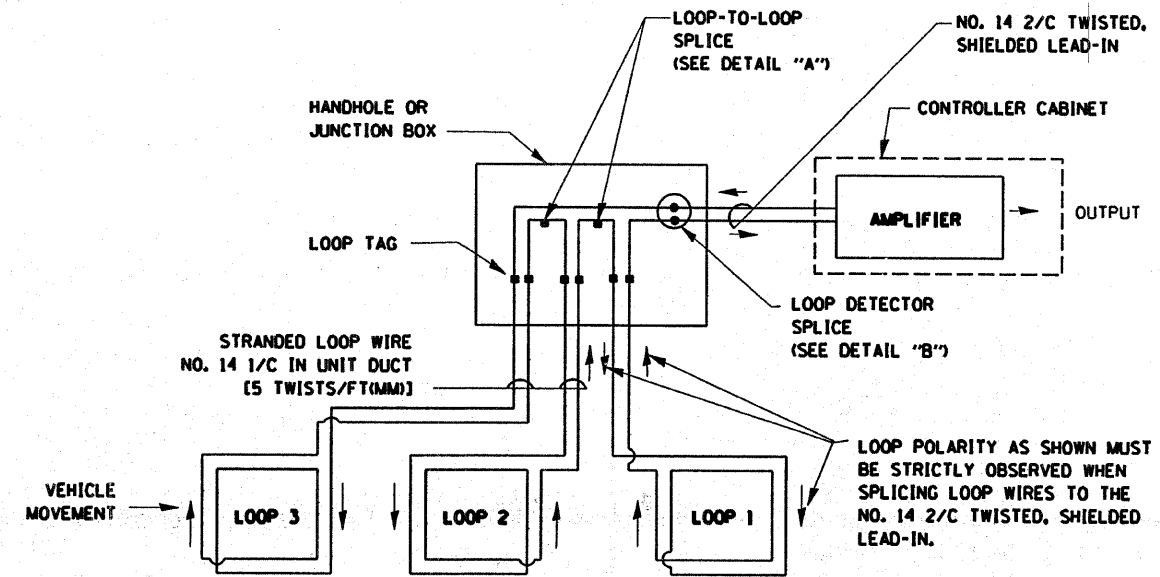 LOOP-TO-LOOP
SPLICE
(SEE DETAIL "A")
NO. 14 2/C TWISTED,
SHIELDED LEAD-IN
HANDHOLE OR
JUNCTION BOX
CONTROLLER CABINET
AMPLIFIER
OUTPUT
LOOP TAG
LOOP DETECTOR
SPLICE
(SEE DETAIL "B")
STRANDED LOOP WIRE
NO. 14 1/C IN UNIT DUCT
[5 TWISTS/FT(MM)]
LOOP POLARITY AS SHOWN MUST
BE STRICTLY OBSERVED WHEN
SPLICING LOOP WIRES TO THE
NO. 14 2/C TWISTED, SHIELDED
LEAD-IN.
VEHICLE
MOVEMENT
LOOP 3
LOOP 2
LOOP 1